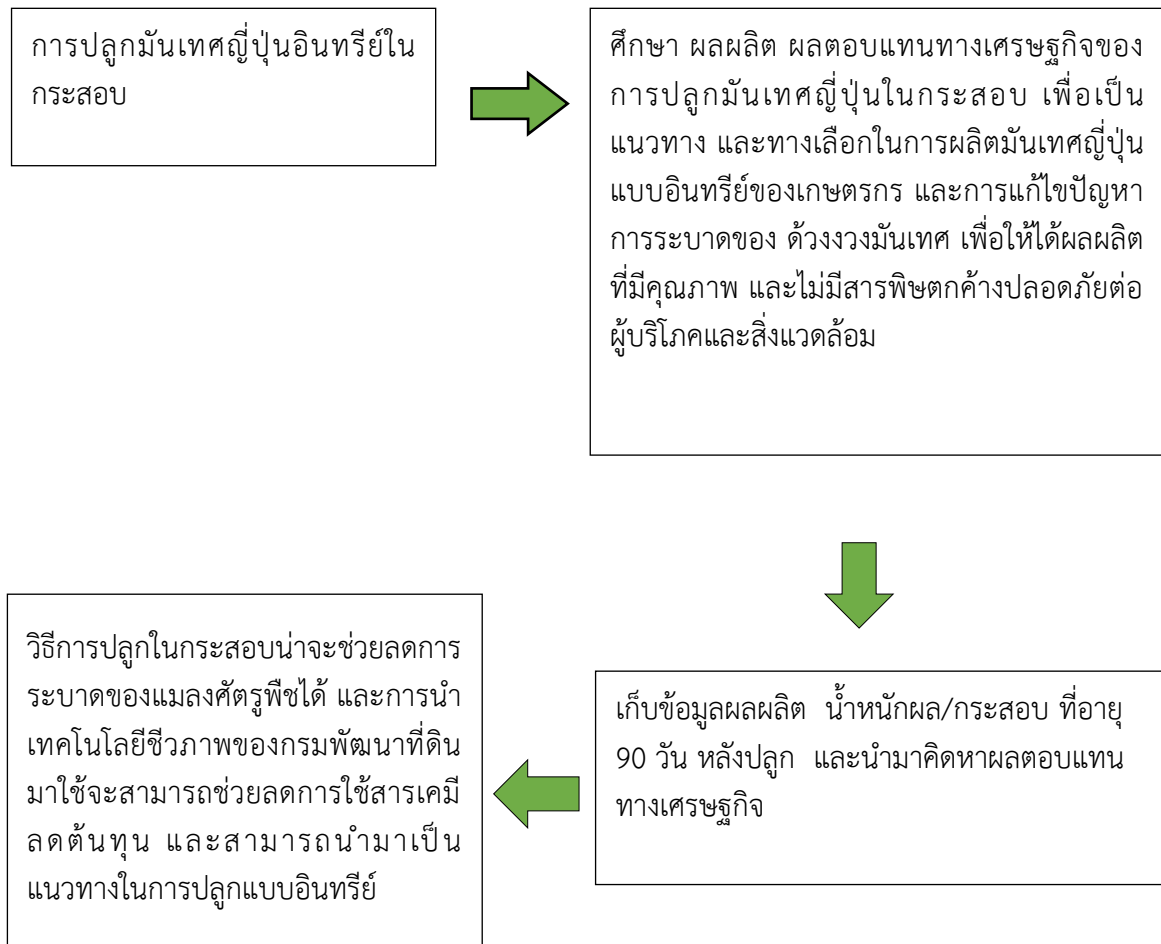 การปลูกมันเทศญี่ปุ่นอินทรีย์ใน
กระสอบ
ศึกษา ผลผลิต ผลตอบแทนทางเศรษฐกิจของ
การปลูกมันเทศญี่ปุ่นในกระสอบ เพื่อเป็น
แนวทาง และทางเลือกในการผลิตมันเทศญี่ปุ่น
แบบอินทรีย์ของเกษตรกร และการแก้ไขปัญหา
การระบาดของ ด้วงงวงมันเทศ เพื่อให้ได้ผลผลิต
ที่มีคุณภาพ และไม่มีสารพิษตกค้างปลอดภัยต่อ
ผู้บริโภคและสิ่งแวดล้อม
เก็บข้อมูลผลผลิต น้ำหนักผล/กระสอบ ที่อายุ
90 วัน หลังปลูก และนำมาคิดหาผลตอบแทน
ทางเศรษฐกิจ
วิธีการปลูกในกระสอบน่าจะช่วยลดการ
ระบาดของแมลงศัตรูพืชได้ และการนำ
เทคโนโลยีชีวภาพของกรมพัฒนาที่ดิน
มาใช้จะสามารถช่วยลดการใช้สารเคมี
ลดต้นทุน และสามารถนำมาเป็น
แนวทางในการปลูกแบบอินทรีย์